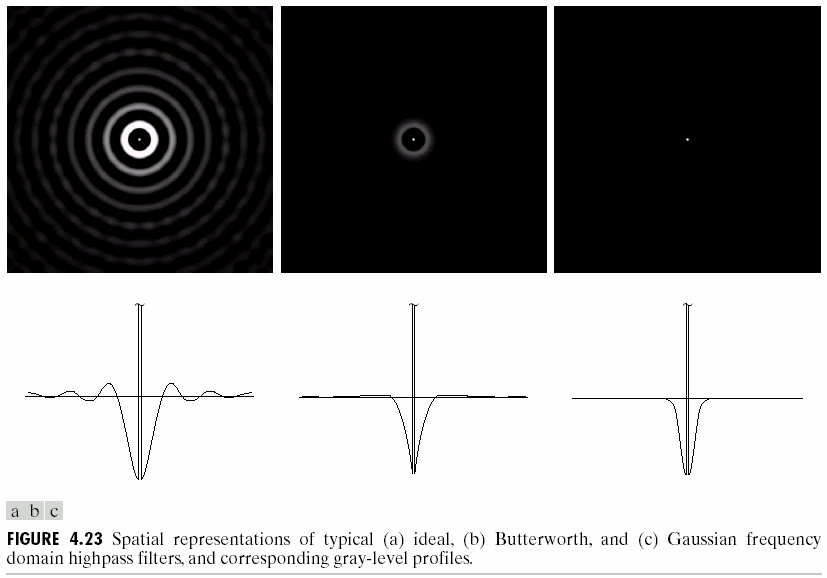 a b c
FIGURE 4.23 Spatial representations of typical (a) ideal, (b) Butterworth, and (c) Gaussian frequency
domain highpass filters, and corresponding gray-level profiles.